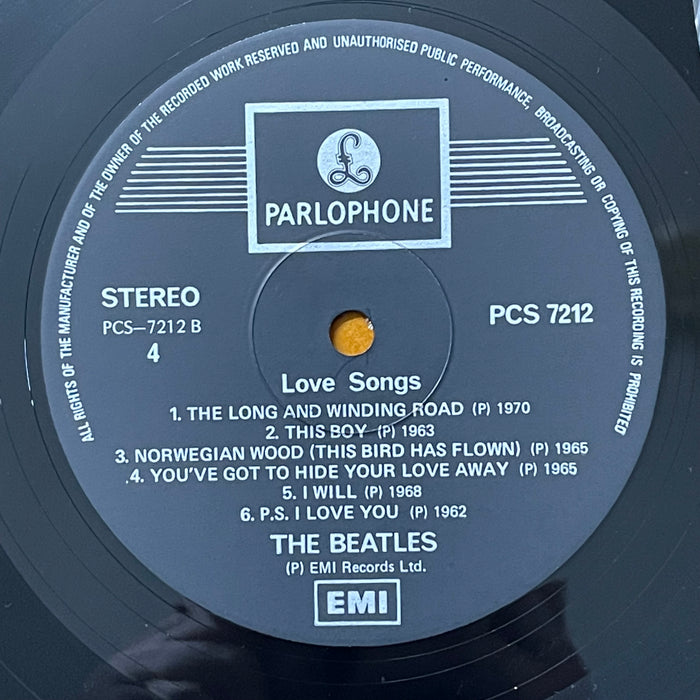 ALL RIGHTS OF THE MANUFACTURER AND OF THE OWNER OF THE RECORDED WORK RESERVED AND UNAUTHORISED PUBLIC PERFORMANCE, BROADCASTING OR COPYING OF THIS RECORDING IS PROHIBITED
£
PARLOPHONE
STEREO
PCS–7212 B
4
PCS 7212
Love Songs
1. THE LONG AND WINDING ROAD (P) 1970
2. THIS BOY (P) 1963
3. NORWEGIAN WOOD (THIS BIRD HAS FLOWN) (P) 1965
.4. YOU'VE GOT TO HIDE YOUR LOVE AWAY (P) 1965
5. I WILL (P) 1968
6. P.S. I LOVE YOU (P) 1962
THE BEATLES
(P) EMI Records Ltd.
EMI